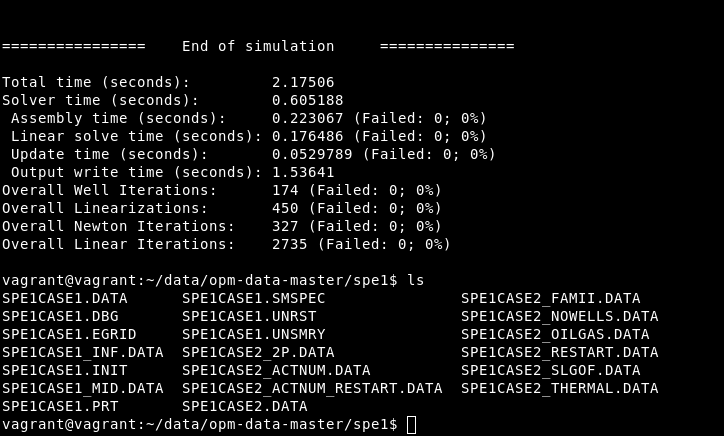 ================    End of simulation     ===============
Total time (seconds):         2.17506
Solver time (seconds):        0.605188
 Assembly time (seconds):     0.223067 (Failed: 0; 0%)
 Linear solve time (seconds): 0.176486 (Failed: 0; 0%)
 Update time (seconds):       0.0529789 (Failed: 0; 0%)
 Output write time (seconds): 1.53641
Overall Well Iterations:      174 (Failed: 0; 0%)
Overall Linearizations:       450 (Failed: 0; 0%)
Overall Newton Iterations:    327 (Failed: 0; 0%)
Overall Linear Iterations:    2735 (Failed: 0; 0%)
vagrant@vagrant:~/data/opm-data-master/spe1$ ls
SPE1CASE1.DATA      SPE1CASE1.SMSPEC               SPE1CASE2_FAMII.DATA
SPE1CASE1.DBG       SPE1CASE1.UNRST                SPE1CASE2_NOWELLS.DATA
SPE1CASE1.EGRID     SPE1CASE1.UNSMRY               SPE1CASE2_OILGAS.DATA
SPE1CASE1_INF.DATA  SPE1CASE2_2P.DATA              SPE1CASE2_RESTART.DATA
SPE1CASE1.INIT      SPE1CASE2_ACTNUM.DATA          SPE1CASE2_SLGOF.DATA
SPE1CASE1_MID.DATA  SPE1CASE2_ACTNUM_RESTART.DATA  SPE1CASE2_THERMAL.DATA
SPE1CASE1.PRT       SPE1CASE2.DATA
vagrant@vagrant:~/data/opm-data-master/spe1$